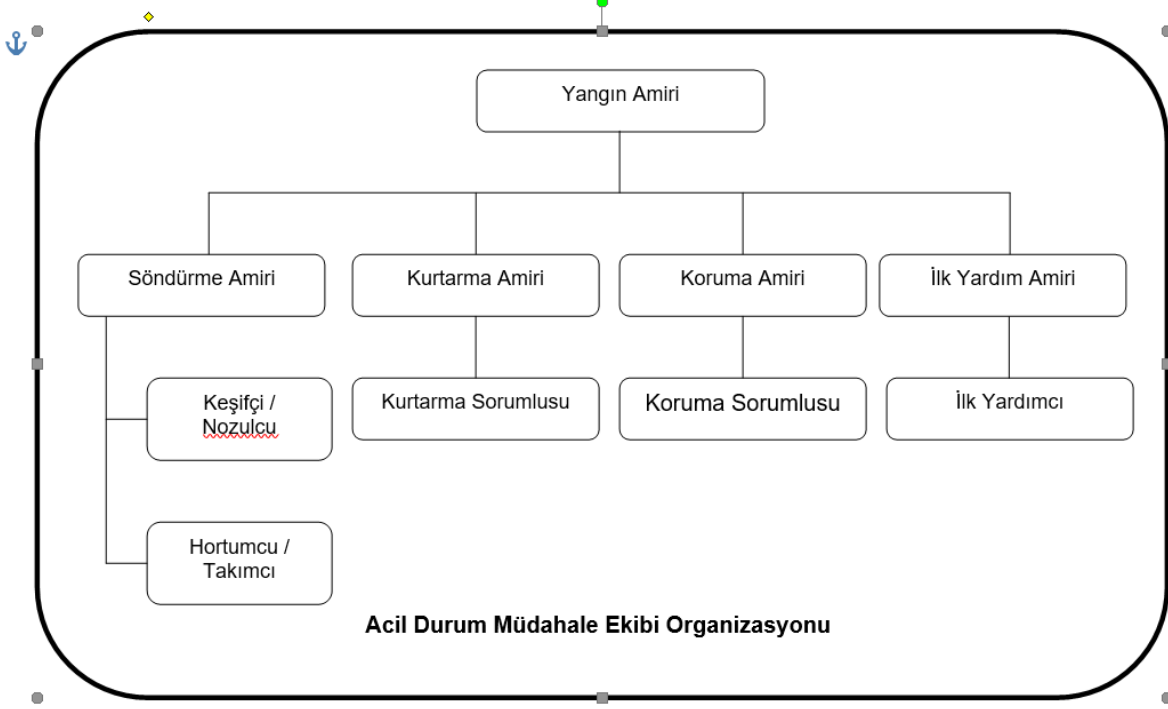 Yangın Amiri
Söndürme Amiri
Kurtarma Amiri
Koruma Amiri
İlk Yardım Amiri
Keşifçi /
Nozulcu
Kurtarma Sorumlusu
Koruma Sorumlusu
İlk Yardımcı
Hortumcu /
Takımcı
Acil Durum Müdahale Ekibi Organizasyonu